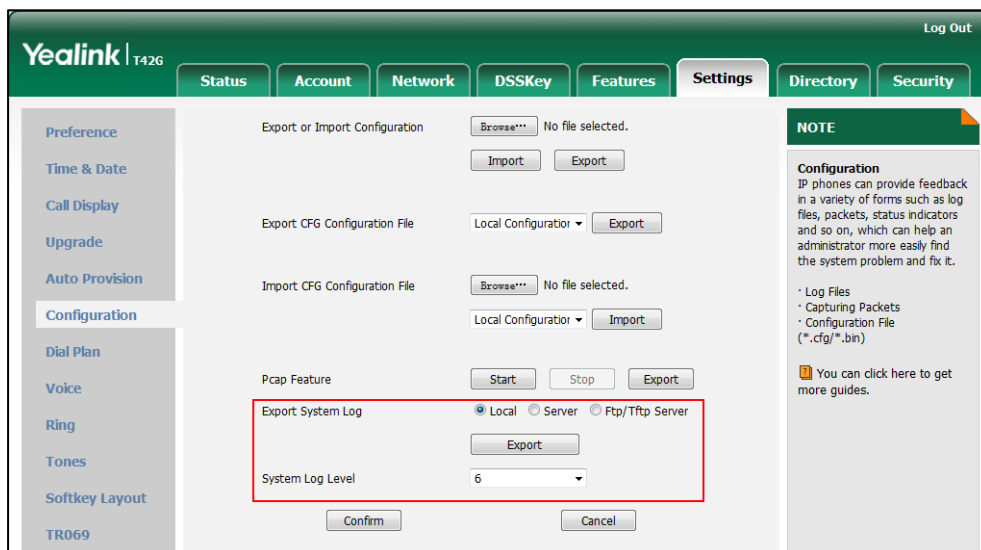 Log Out
Yealink T42G
Status Account Network DSSKey Features Settings Directory Security
Preference
Time & Date
Call Display
Upgrade
Auto Provision
Configuration
Dial Plan
Voice
Ring
Tones
Softkey Layout
TR069
Export or Import Configuration Browse... No file selected.
Import Export
Export CFG Configuration File Local Configuration Export
Import CFG Configuration File Browse... No file selected.
Local Configuration Import
Pcap Feature Start Stop Export
Export System Log Local Server Ftp/Tftp Server
Export
System Log Level 6
Confirm Cancel
NOTE
Configuration
IP phones can provide feedback
in a variety of forms such as log
files, packets, status indicators
and so on, which can help an
administrator more easily find
the system problem and fix it.
· Log Files
· Capturing Packets
· Configuration File
(*.cfg/*.bin)
You can click here to get
more guides.